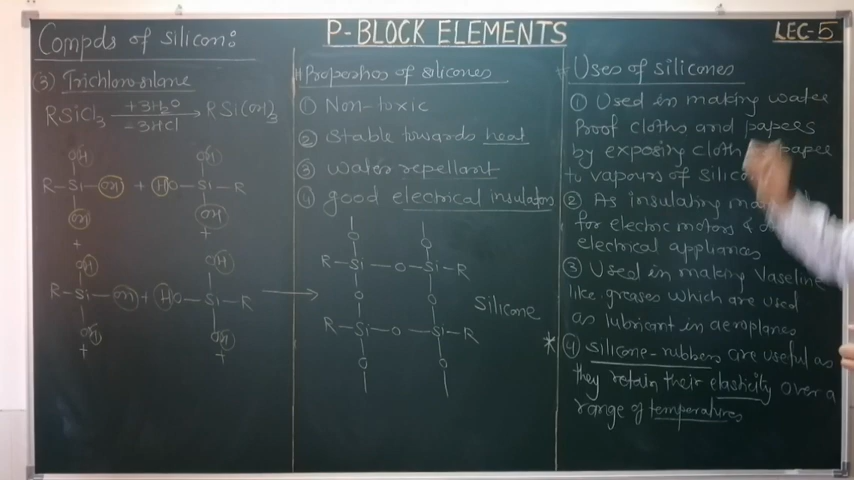 P-BLOCK ELEMENTS
LEC-5
Compds of silicon:
(3) Trichlorosilane
RSiCl3 +3H2O -3HCl RSi(OH)3
OH OH
R-Si-OH + HO-Si-R
OH OH
+ +
OH OH
R-Si-OH + HO-Si-R
OH OH
+ +
# Properties of silicones
① Non-toxic
② Stable towards heat
③ Water repellant
④ good electrical insulators
O O
R-Si-O-Si-R
O O
R-Si-O-Si-R
O O
Silicone
# Uses of silicones
① Used in making water
Proof cloths and papers
by exposing cloth paper
to vapours of
② As insulating
for electric motors &
electrical appliances
③ Used in making Vaseline
like greases which are used
as lubricant in aeroplanes
* ④ silicone-rubbers are useful as
they retain their elasticity over a
range of temperatures